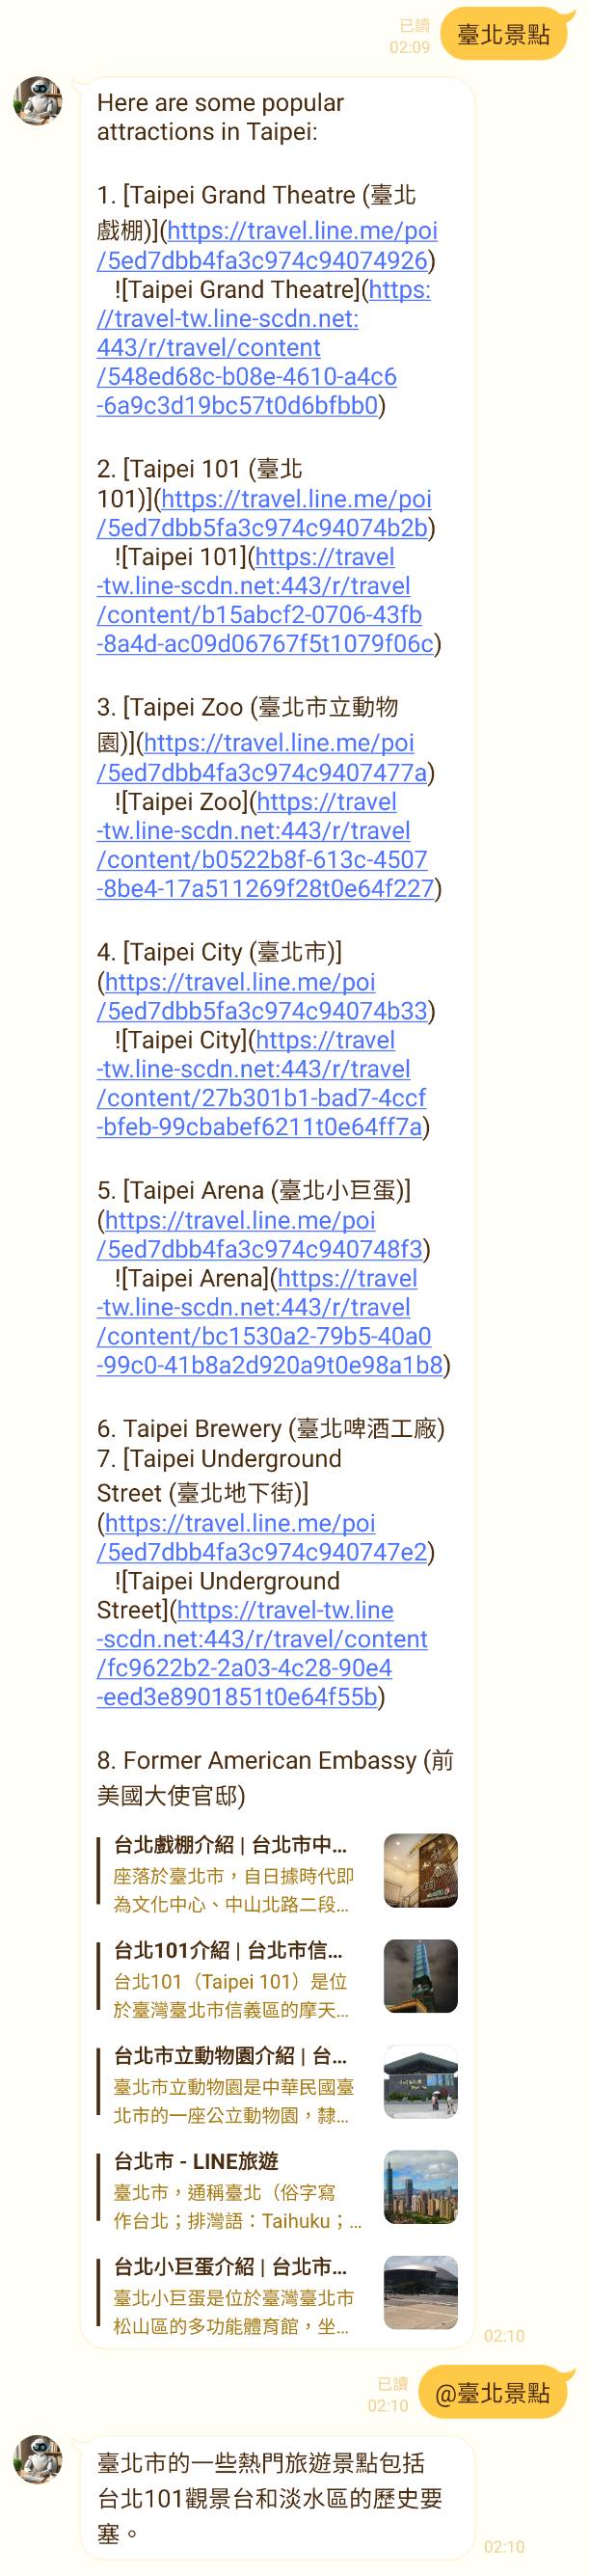 已讀
02:09
臺北景點
Here are some popular
attractions in Taipei:
1. [Taipei Grand Theatre (臺北
戲棚)](https://travel.line.me/poi
/5ed7dbb4fa3c974c94074926)
![Taipei Grand Theatre](https:
//travel-tw.line-scdn.net:
443/r/travel/content
/548ed68c-b08e-4610-a4c6
-6a9c3d19bc57t0d6bfbb0)
2. [Taipei 101 (臺北
101)](https://travel.line.me/poi
/5ed7dbb5fa3c974c94074b2b)
![Taipei 101](https://travel
-tw.line-scdn.net:443/r/travel
/content/b15abcf2-0706-43fb
-8a4d-ac09d06767f5t1079f06c)
3. [Taipei Zoo (臺北市立動物
園)](https://travel.line.me/poi
/5ed7dbb4fa3c974c9407477a)
![Taipei Zoo](https://travel
-tw.line-scdn.net:443/r/travel
/content/b0522b8f-613c-4507
-8be4-17a511269f28t0e64f227)
4. [Taipei City (臺北市)]
(https://travel.line.me/poi
/5ed7dbb5fa3c974c94074b33)
![Taipei City](https://travel
-tw.line-scdn.net:443/r/travel
/content/27b301b1-bad7-4ccf
-bfeb-99cbabef6211t0e64ff7a)
5. [Taipei Arena (臺北小巨蛋)]
(https://travel.line.me/poi
/5ed7dbb4fa3c974c940748f3)
![Taipei Arena](https://travel
-tw.line-scdn.net:443/r/travel
/content/bc1530a2-79b5-40a0
-99c0-41b8a2d920a9t0e98a1b8)
6. Taipei Brewery (臺北啤酒工廠)
7. [Taipei Underground
Street (臺北地下街)]
(https://travel.line.me/poi
/5ed7dbb4fa3c974c940747e2)
![Taipei Underground
Street](https://travel-tw.line
-scdn.net:443/r/travel/content
/fc9622b2-2a03-4c28-90e4
-eed3e8901851t0e64f55b)
8. Former American Embassy (前
美國大使官邸)
台北戲棚介紹 | 台北市中...
座落於臺北市，自日據時代即
為文化中心、中山北路二段...
台北101介紹 | 台北市信...
台北101（Taipei 101）是位
於臺灣臺北市信義區的摩天...
台北市立動物園介紹 | 台...
臺北市立動物園是中華民國臺
北市的一座公立動物園，隸...
台北市 - LINE旅遊
臺北市，通稱臺北（俗字寫
作台北；排灣語：Taihuku；...
台北小巨蛋介紹 | 台北市...
臺北小巨蛋是位於臺灣臺北市
松山區的多功能體育館，坐...
02:10
已讀
02:10
@臺北景點
臺北市的一些熱門旅遊景點包括
台北101觀景台和淡水區的歷史要
塞。
02:10